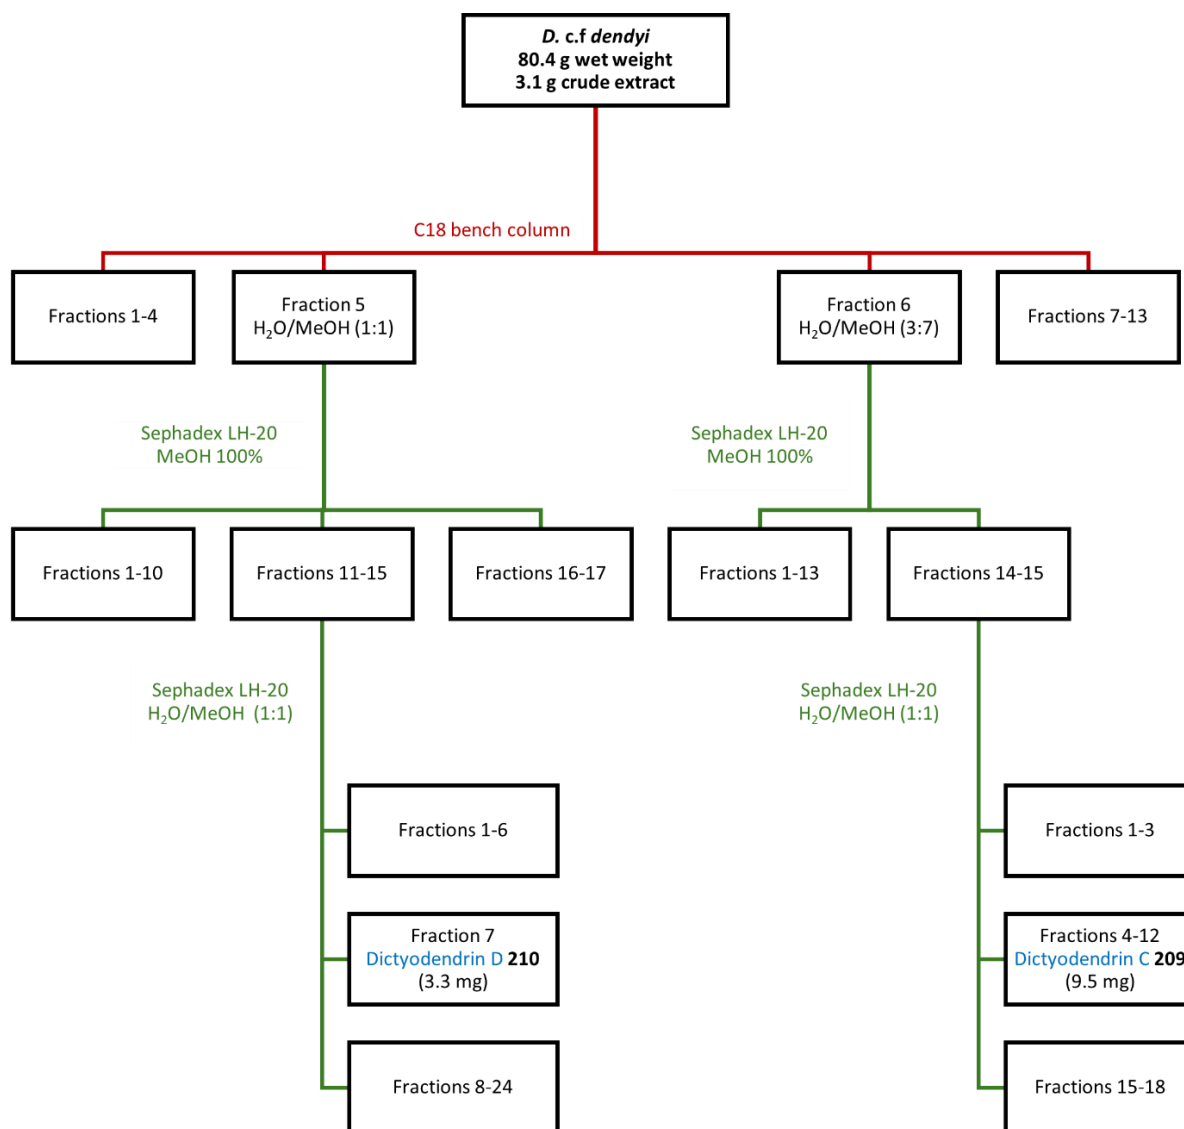 D. c.f dendyi
80.4 g wet weight
3.1 g crude extract
C18 bench column
Fractions 1-4
Fraction 5
H₂O/MeOH (1:1)
Fraction 6
H₂O/MeOH (3:7)
Fractions 7-13
Sephadex LH-20
MeOH 100%
Sephadex LH-20
MeOH 100%
Fractions 1-10
Fractions 11-15
Fractions 16-17
Fractions 1-13
Fractions 14-15
Sephadex LH-20
H₂O/MeOH (1:1)
Sephadex LH-20
H₂O/MeOH (1:1)
Fractions 1-6
Fractions 1-3
Fraction 7
Dictyodendrin D 210
(3.3 mg)
Fractions 4-12
Dictyodendrin C 209
(9.5 mg)
Fractions 8-24
Fractions 15-18